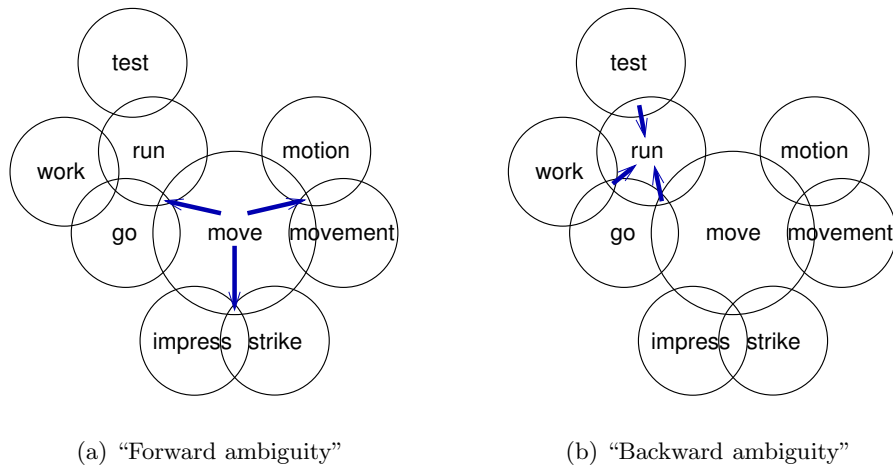 test
run
motion
work
go
move
movement
impress
strike
(a) “Forward ambiguity”
test
run
motion
work
go
move
movement
impress
strike
(b) “Backward ambiguity”